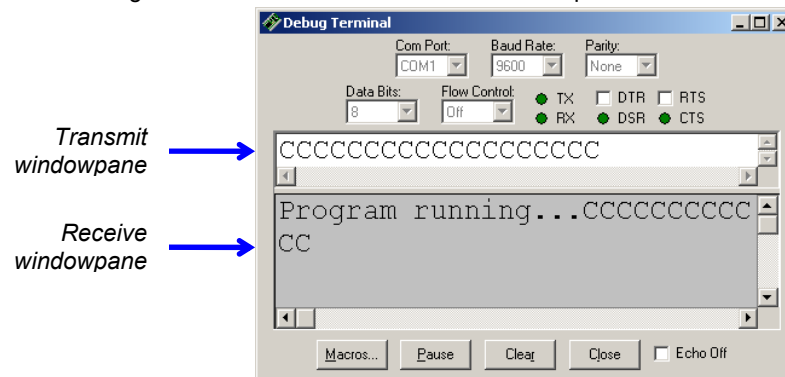 Debug Terminal
Com Port: Baud Rate: Parity:
COM1 9600 None
Data Bits: Flow Control: TX DTR RTS
8 Off RX DSR CTS
Transmit
windowpane
CCCCCCCCCCCCCCCCCCCCC
Program running...CCCCCCCCCC
CC
Receive
windowpane
Macros... Pause Clear Close Echo Off